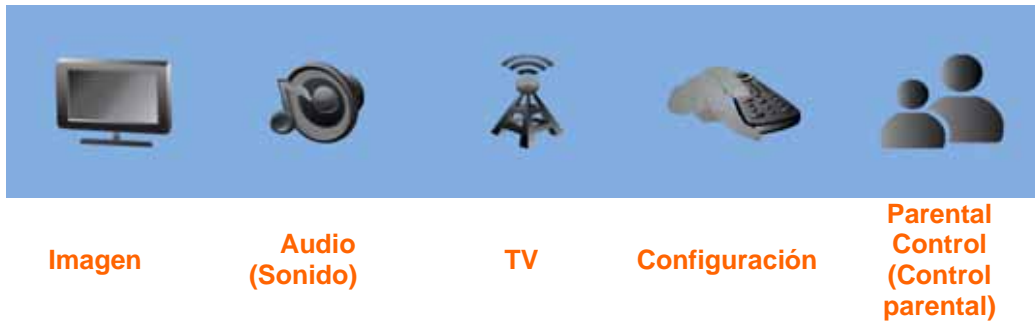 Imagen
Audio
(Sonido)
TV
Configuración
Parental
Control
(Control
parental)